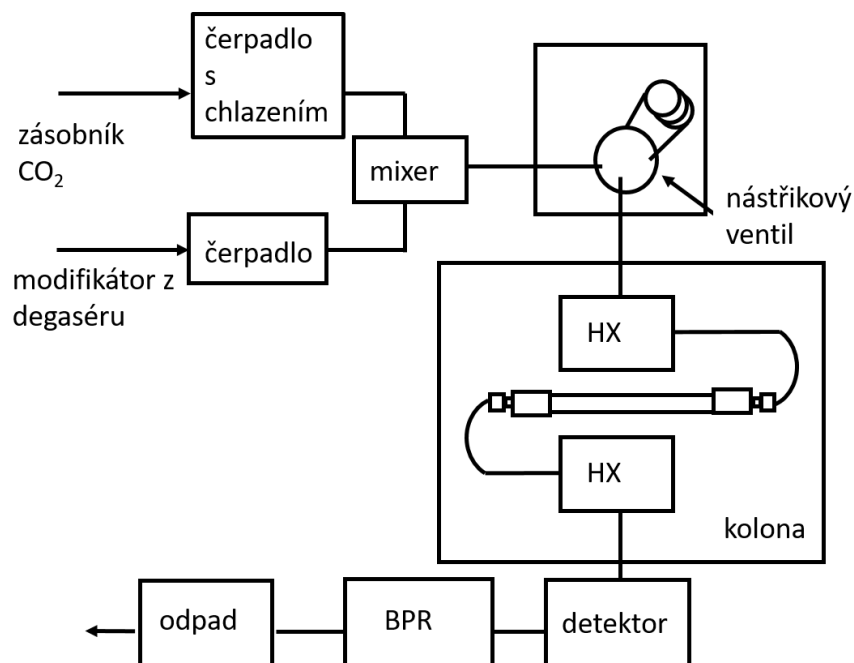 čerpadlo
s
chlazením
zásobník
CO₂
mixer
nástřikový
ventil
čerpadlo
modifikátor z
degaséru
HX
HX
kolona
odpad
BPR
detektor